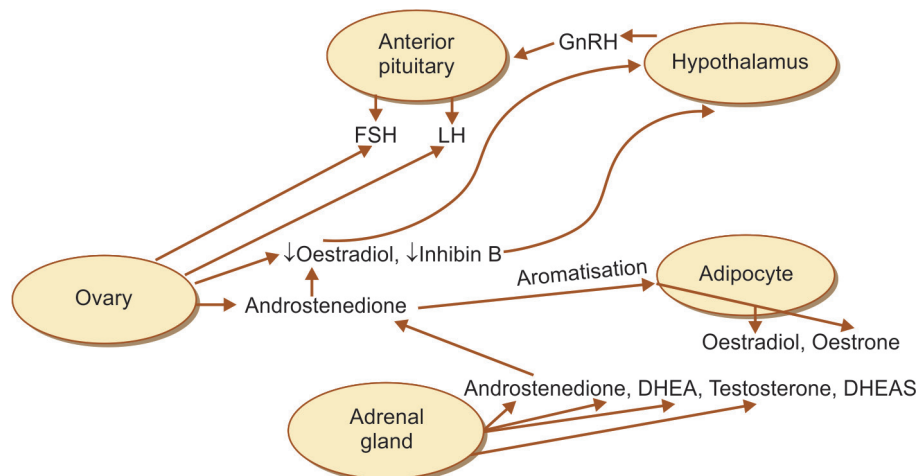 Anterior
pituitary
GnRH
Hypothalamus
FSH
LH
↓Oestradiol, ↓Inhibin B
Ovary
Androstenedione
Aromatisation
Adipocyte
Oestradiol, Oestrone
Androstenedione, DHEA, Testosterone, DHEAS
Adrenal
gland